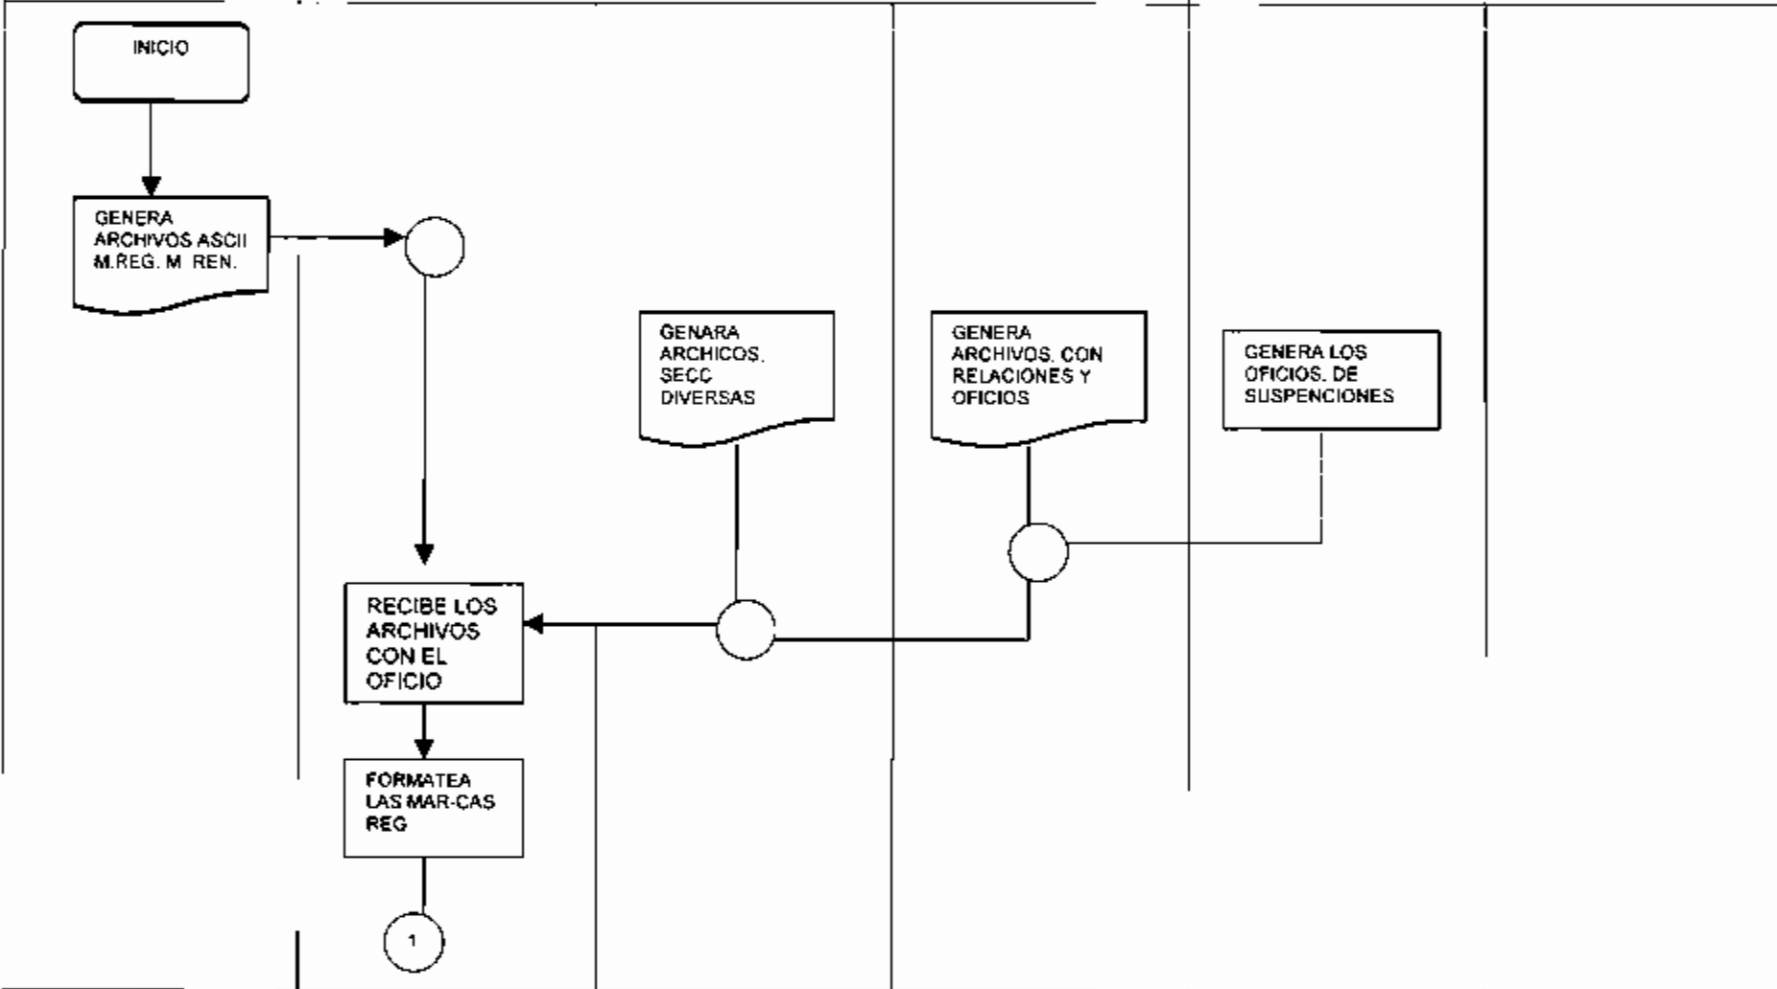 INICIO
GENERA
ARCHIVOS ASCII
M.REG. M REN.
GENARA
ARCHICOS.
SECC
DIVERSAS
GENERA
ARCHIVOS. CON
RELACIONES Y
OFICIOS
GENERA LOS
OFICIOS. DE
SUSPENCIONES
RECIBE LOS
ARCHIVOS
CON EL
OFICIO
FORMATEA
LAS MAR-CAS
REG
1